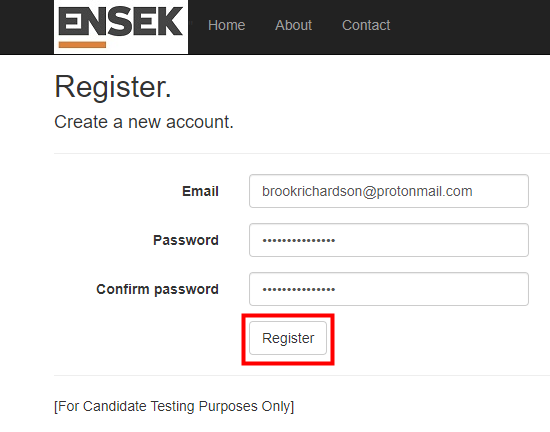 ENSEK Home About Contact
Register.
Create a new account.
Email brookrichardson@protonmail.com
Password •••••••••••••••
Confirm password •••••••••••••••
Register
[For Candidate Testing Purposes Only]